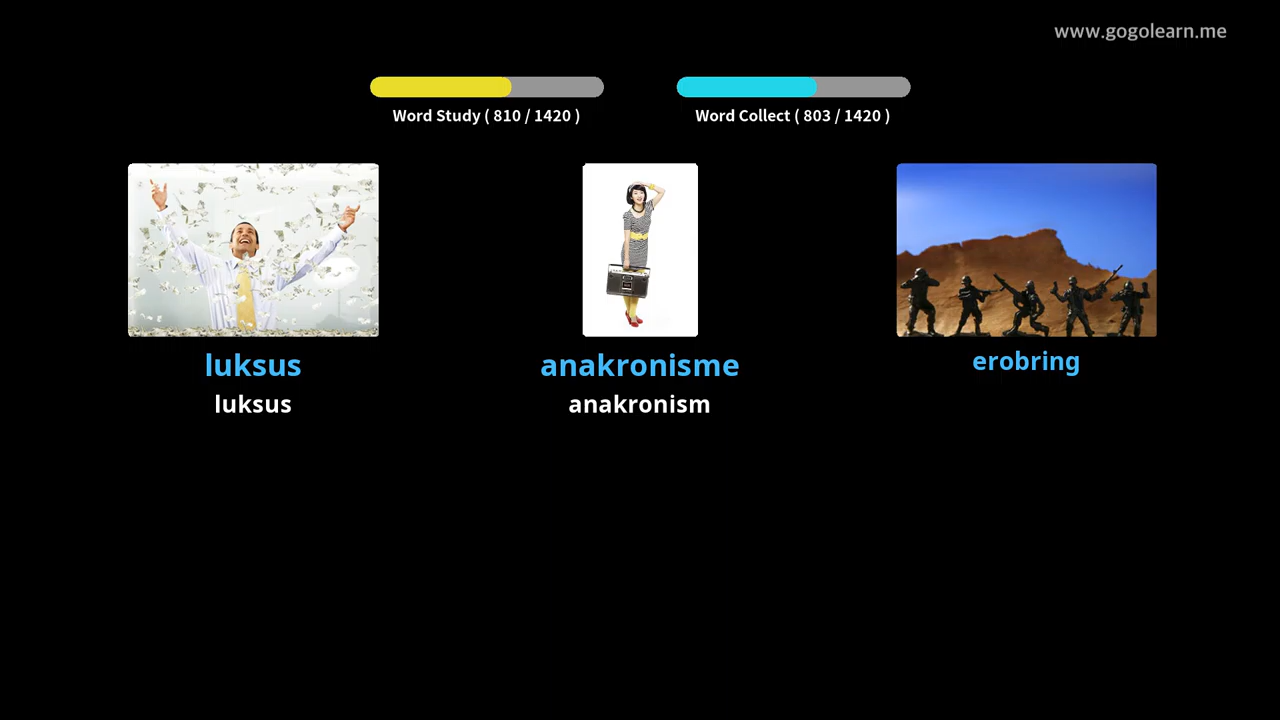 www.gogolearn.me
Word Study ( 810 / 1420 )
Word Collect ( 803 / 1420 )
luksus
luksus
anakronisme
anakronism
erobring